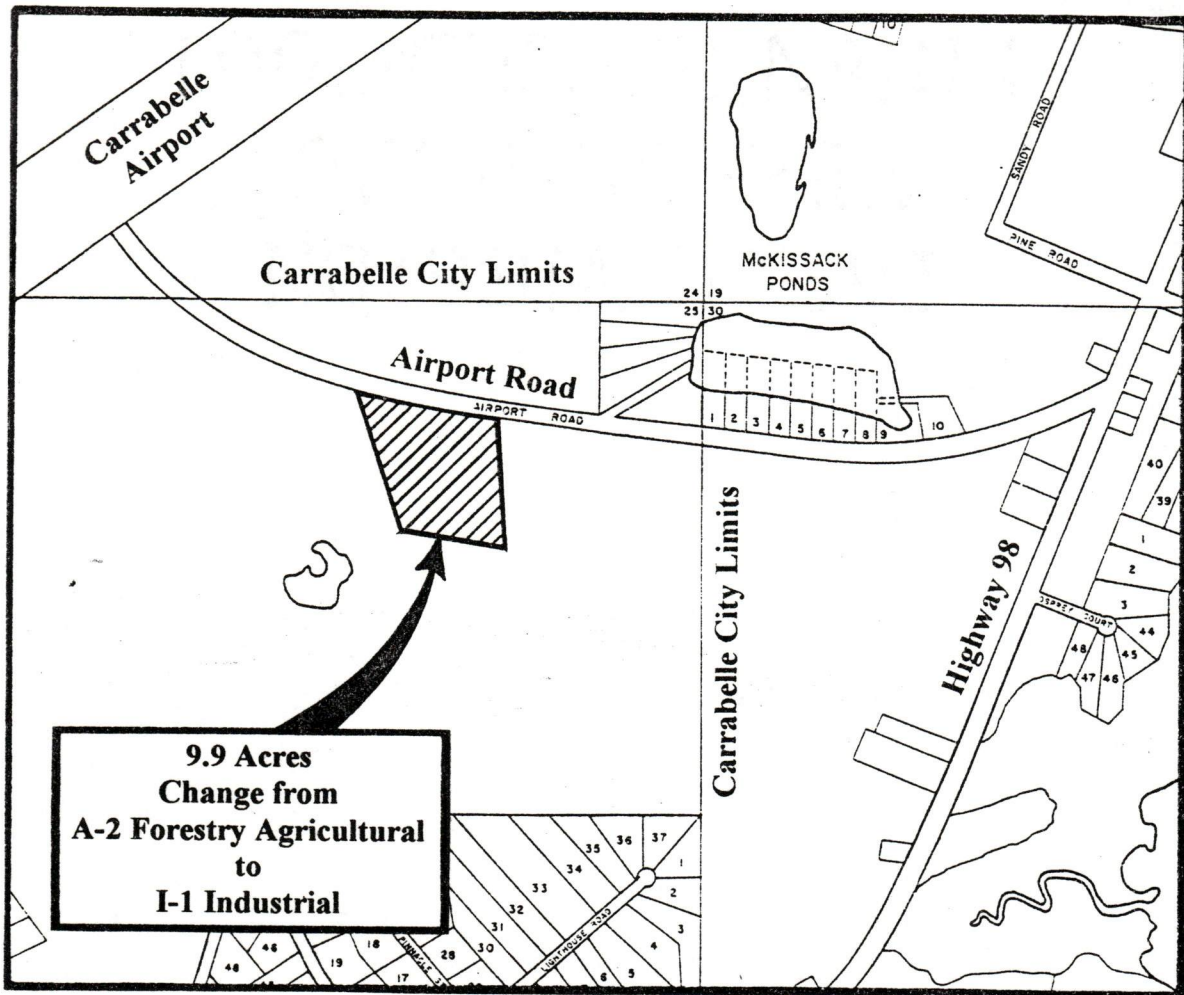 10
Carrabelle
Airport
SANDY ROAD
PINE ROAD
McKISSACK
PONDS
Carrabelle City Limits
24 19
25 30
Airport Road
AIRPORT ROAD
1 2 3 4 5 6 7 8 9 10
40
39
1
2
3
OSPREY COURT
44
45
46
47
48
Highway 98
Carrabelle City Limits
9.9 Acres
Change from
A-2 Forestry Agricultural
to
I-1 Industrial
37
36
35
34
33
32
31
30
28
1
2
3
4
5
6
LIGHTHOUSE ROAD
PINNACLE
18
17
19
46
48